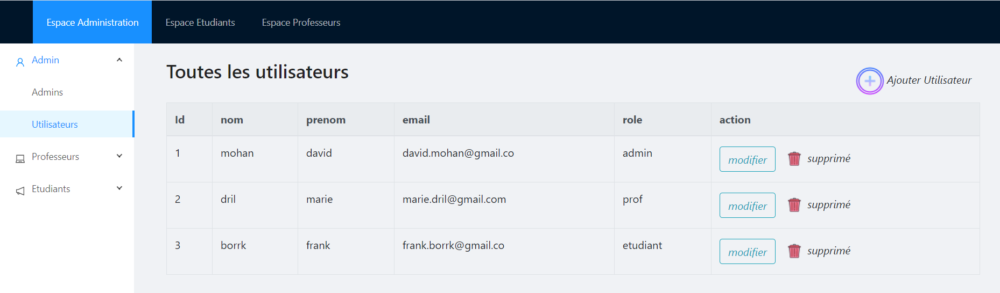 Espace Administration Espace Etudiants Espace Professeurs
Admin
Admins
Utilisateurs
Professeurs
Etudiants
Toutes les utilisateurs
Ajouter Utilisateur
Id nom prenom email role action
1 mohan david david.mohan@gmail.co admin modifier supprimé
2 dril marie marie.dril@gmail.com prof modifier supprimé
3 borrk frank frank.borrk@gmail.co etudiant modifier supprimé